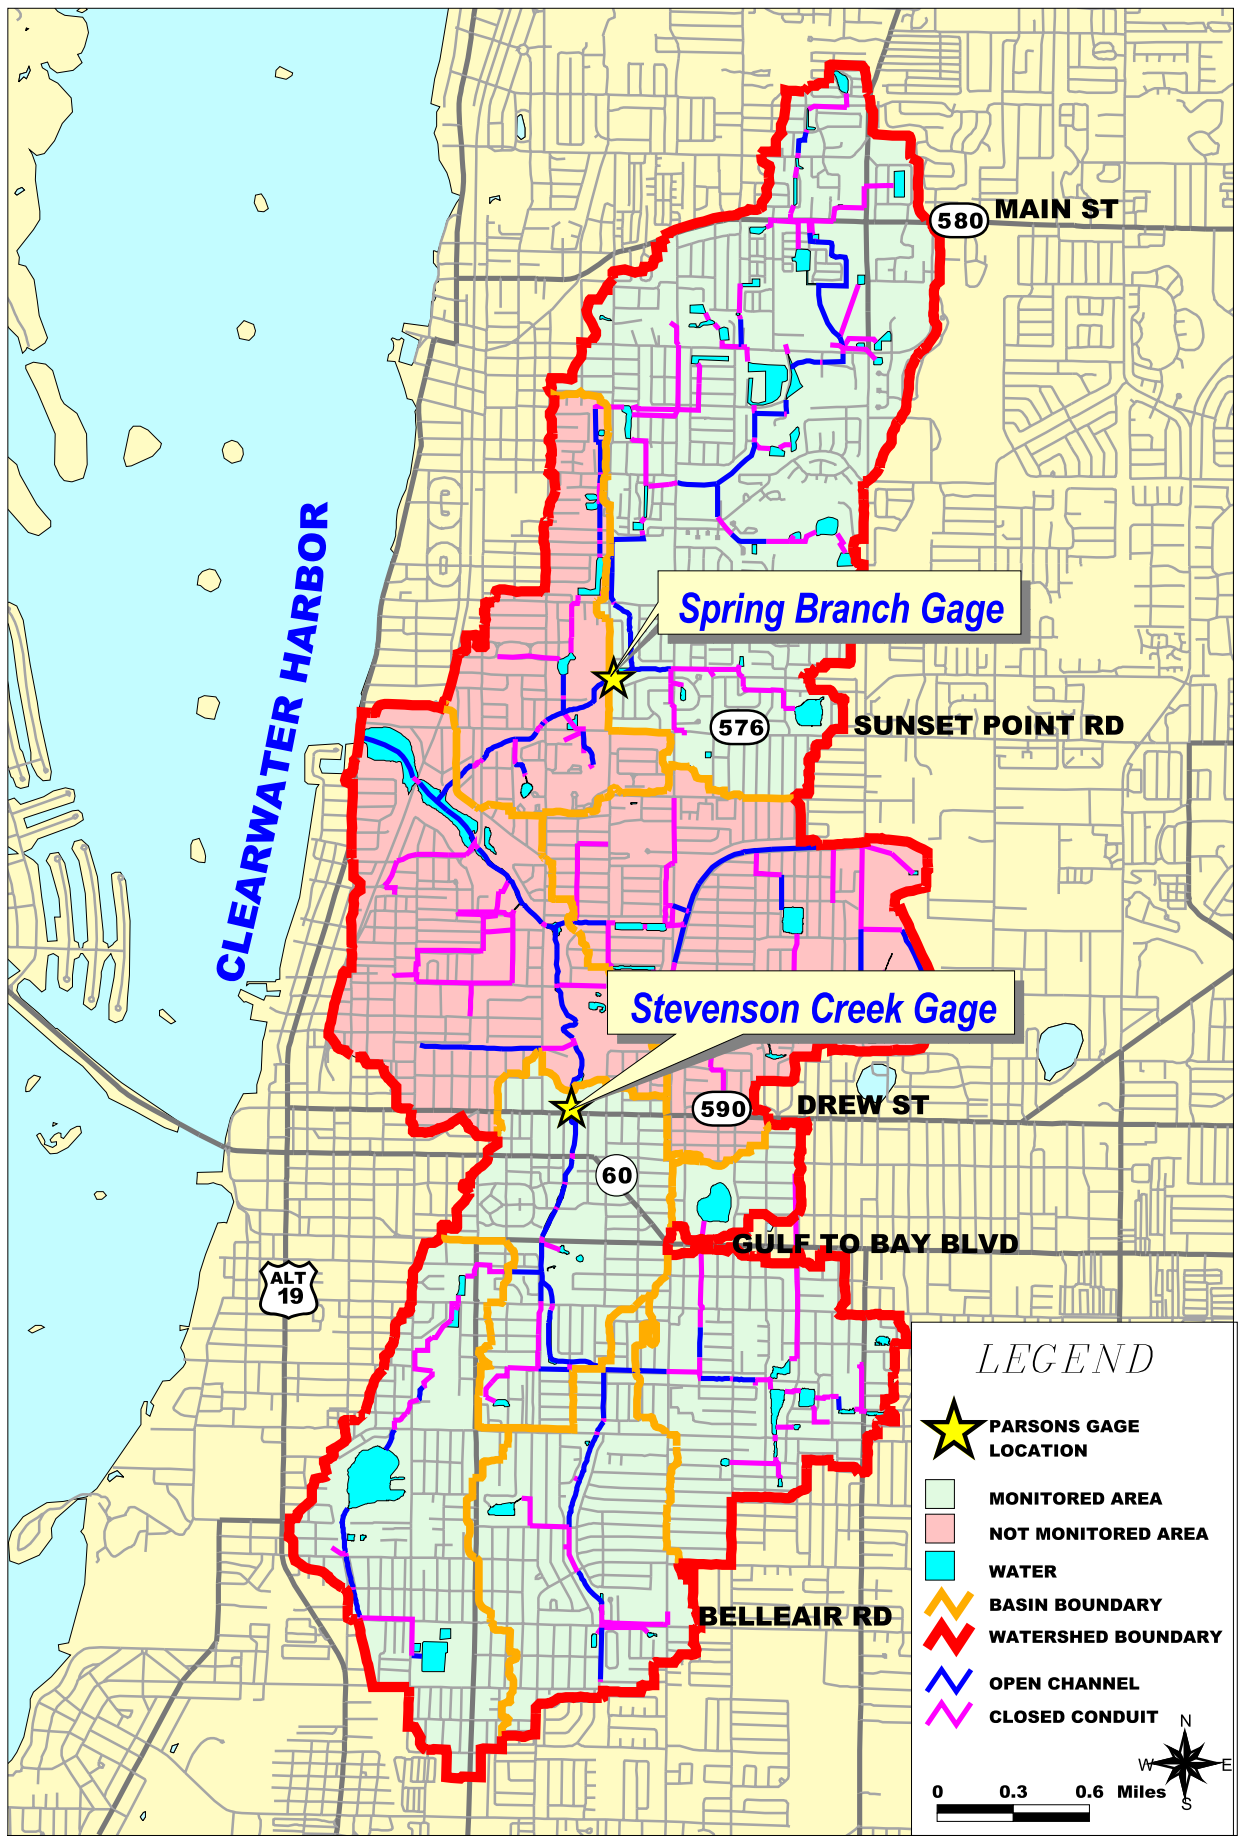 MAIN ST
580
CLEARWATER HARBOR
Spring Branch Gage
576
SUNSET POINT RD
Stevenson Creek Gage
590
DREW ST
60
GULF TO BAY BLVD
ALT
19
BELLEAIR RD
LEGEND
PARSONS GAGE
LOCATION
MONITORED AREA
NOT MONITORED AREA
WATER
BASIN BOUNDARY
WATERSHED BOUNDARY
OPEN CHANNEL
CLOSED CONDUIT
N
W E
S
0 0.3 0.6 Miles